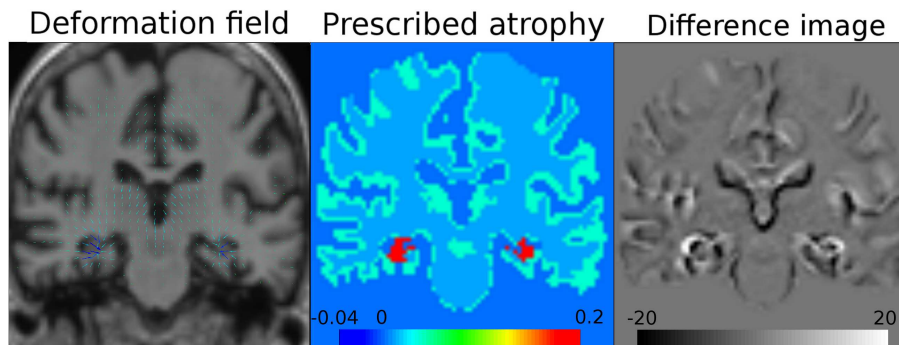 Deformation field
Prescribed atrophy
Difference image
-0.04 0 0.2
-20 20